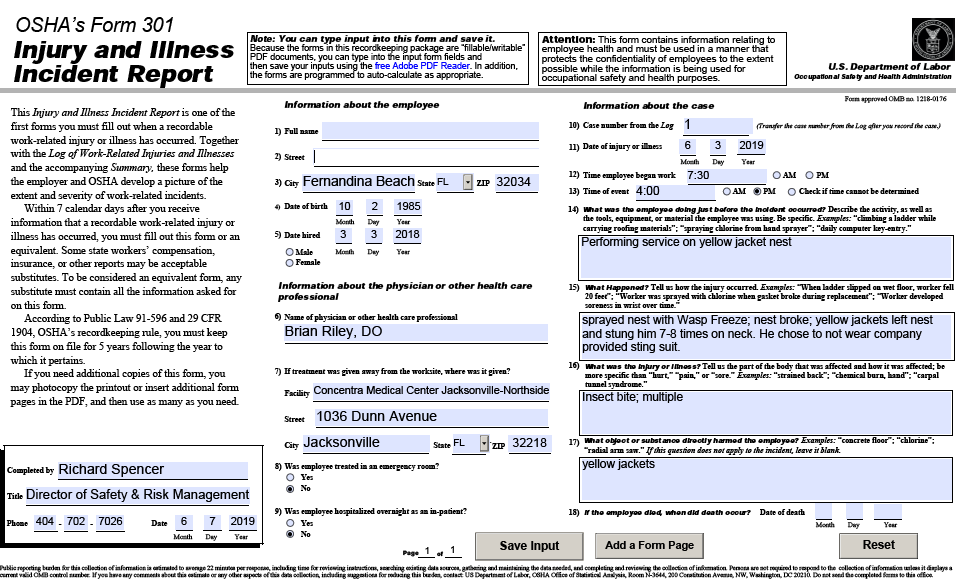 OSHA's Form 301
Injury and Illness
Incident Report
Note: You can type input into this form and save it.
Because the forms in this recordkeeping package are "fillable/writable"
PDF documents, you can type into the input form fields and
then save your inputs using the free Adobe PDF Reader. In addition,
the forms are programmed to auto-calculate as appropriate.
Attention: This form contains information relating to
employee health and must be used in a manner that
protects the confidentiality of employees to the extent
possible while the information is being used for
occupational safety and health purposes.
U.S. Department of Labor
Occupational Safety and Health Administration
Form approved OMB no. 1218-0176
This Injury and Illness Incident Report is one of the
first forms you must fill out when a recordable
work-related injury or illness has occurred. Together
with the Log of Work-Related Injuries and Illnesses
and the accompanying Summary, these forms help
the employer and OSHA develop a picture of the
extent and severity of work-related incidents.
Within 7 calendar days after you receive
information that a recordable work-related injury or
illness has occurred, you must fill out this form or an
equivalent. Some state workers' compensation,
insurance, or other reports may be acceptable
substitutes. To be considered an equivalent form, any
substitute must contain all the information asked for
on this form.
According to Public Law 91-596 and 29 CFR
1904, OSHA's recordkeeping rule, you must keep
this form on file for 5 years following the year to
which it pertains.
If you need additional copies of this form, you
may photocopy the printout or insert additional form
pages in the PDF, and then use as many as you need.
Completed by Richard Spencer
Title Director of Safety & Risk Management
Phone 404 - 702 - 7026 Date 6 7 2019
Month Day Year
Information about the employee
1) Full name
2) Street
3) City Fernandina Beach State FL ZIP 32034
4) Date of birth 10 2 1985
Month Day Year
5) Date hired 3 3 2018
Month Day Year
Male
Female
Information about the physician or other health care
professional
6) Name of physician or other health care professional
Brian Riley, DO
7) If treatment was given away from the worksite, where was it given?
Facility Concentra Medical Center Jacksonville-Northside
Street 1036 Dunn Avenue
City Jacksonville State FL ZIP 32218
8) Was employee treated in an emergency room?
Yes
No
9) Was employee hospitalized overnight as an in-patient?
Yes
No
Information about the case
10) Case number from the Log 1 (Transfer the case number from the Log after you record the case.)
11) Date of injury or illness 6 3 2019
Month Day Year
12) Time employee began work 7:30 AM PM
13) Time of event 4:00 AM PM Check if time cannot be determined
14) What was the employee doing just before the incident occurred? Describe the activity, as well as
the tools, equipment, or material the employee was using. Be specific. Examples: "climbing a ladder while
carrying roofing materials"; "spraying chlorine from hand sprayer"; "daily computer key-entry."
Performing service on yellow jacket nest
15) What Happened? Tell us how the injury occurred. Examples: "When ladder slipped on wet floor, worker fell
20 feet"; "Worker was sprayed with chlorine when gasket broke during replacement"; "Worker developed
soreness in wrist over time."
sprayed nest with Wasp Freeze; nest broke; yellow jackets left nest
and stung him 7-8 times on neck. He chose to not wear company
provided sting suit.
16) What was the injury or illness? Tell us the part of the body that was affected and how it was affected; be
more specific than "hurt," "pain," or "sore." Examples: "strained back"; "chemical burn, hand"; "carpal
tunnel syndrome."
Insect bite; multiple
17) What object or substance directly harmed the employee? Examples: "concrete floor"; "chlorine";
"radial arm saw." If this question does not apply to the incident, leave it blank.
yellow jackets
18) If the employee died, when did death occur? Date of death
Month Day Year
Page 1 of 1
Save Input
Add a Form Page
Reset
Public reporting burden for this collection of information is estimated to average 22 minutes per response, including time for reviewing instructions, searching existing data sources, gathering and maintaining the data needed, and completing and reviewing the collection of information. Persons are not required to respond to the collection of information unless it displays a
current valid OMB control number. If you have any comments about this estimate or any other aspects of this data collection, including suggestions for reducing this burden, contact: US Department of Labor, OSHA Office of Statistical Analysis, Room N-3644, 200 Constitution Avenue, NW, Washington, DC 20210. Do not send the completed forms to this office.